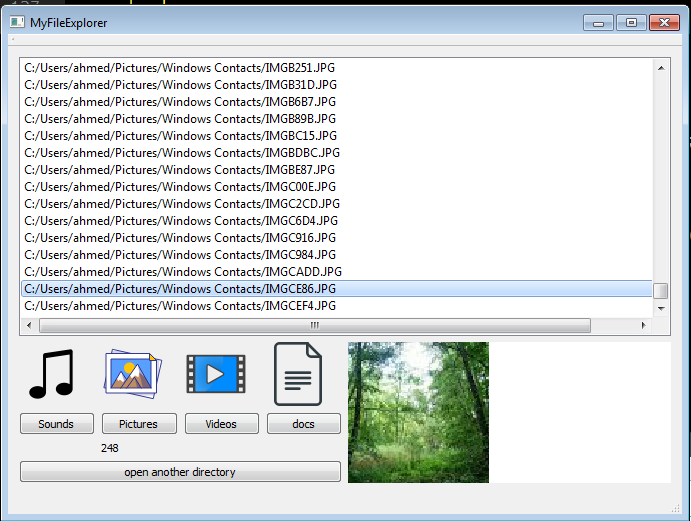 MyFileExplorer
C:/Users/ahmed/Pictures/Windows Contacts/IMGB251.JPG
C:/Users/ahmed/Pictures/Windows Contacts/IMGB31D.JPG
C:/Users/ahmed/Pictures/Windows Contacts/IMGB6B7.JPG
C:/Users/ahmed/Pictures/Windows Contacts/IMGB89B.JPG
C:/Users/ahmed/Pictures/Windows Contacts/IMGBC15.JPG
C:/Users/ahmed/Pictures/Windows Contacts/IMGBDBC.JPG
C:/Users/ahmed/Pictures/Windows Contacts/IMGBE87.JPG
C:/Users/ahmed/Pictures/Windows Contacts/IMGC00E.JPG
C:/Users/ahmed/Pictures/Windows Contacts/IMGC2CD.JPG
C:/Users/ahmed/Pictures/Windows Contacts/IMGC6D4.JPG
C:/Users/ahmed/Pictures/Windows Contacts/IMGC916.JPG
C:/Users/ahmed/Pictures/Windows Contacts/IMGC984.JPG
C:/Users/ahmed/Pictures/Windows Contacts/IMGCADD.JPG
C:/Users/ahmed/Pictures/Windows Contacts/IMGCE86.JPG
C:/Users/ahmed/Pictures/Windows Contacts/IMGCEF4.JPG
Sounds Pictures Videos docs
248
open another directory